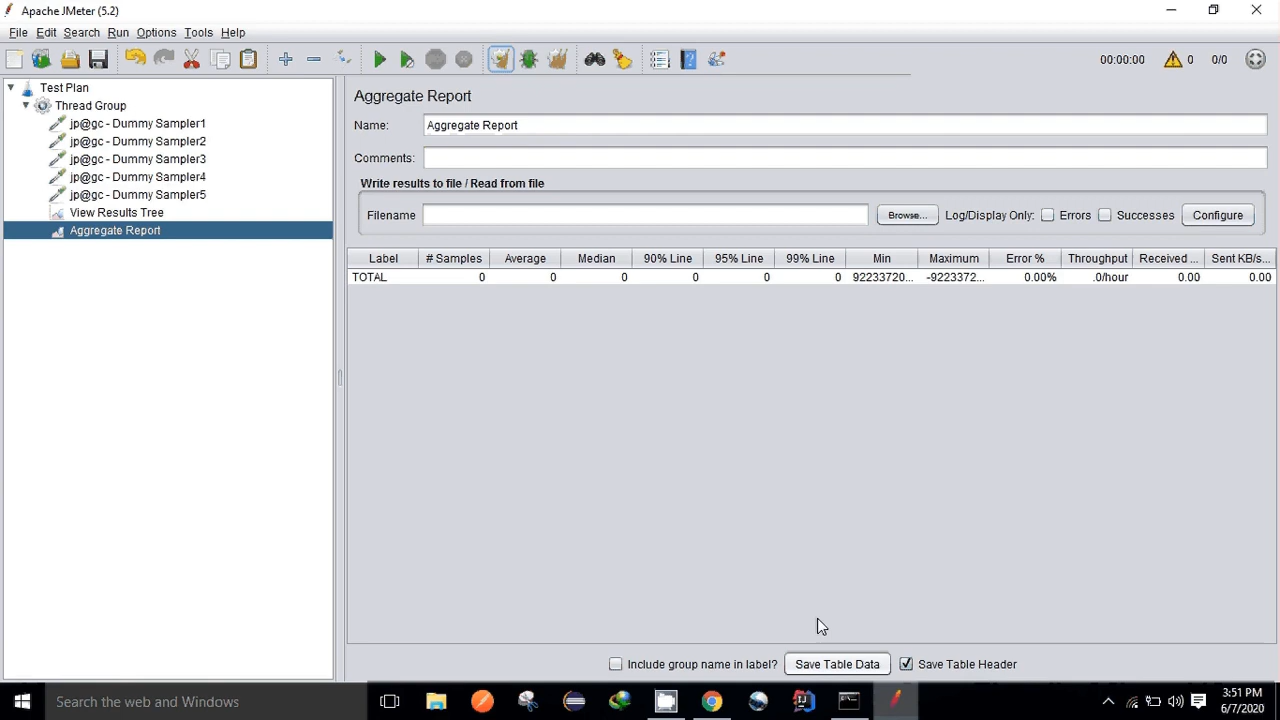 Apache JMeter (5.2)
File Edit Search Run Options Tools Help
00:00:00 0 0/0
Test Plan
Thread Group
jp@gc - Dummy Sampler1
jp@gc - Dummy Sampler2
jp@gc - Dummy Sampler3
jp@gc - Dummy Sampler4
jp@gc - Dummy Sampler5
View Results Tree
Aggregate Report
Aggregate Report
Name: Aggregate Report
Comments:
Write results to file / Read from file
Filename Browse... Log/Display Only: Errors Successes Configure
Label # Samples Average Median 90% Line 95% Line 99% Line Min Maximum Error % Throughput Received ... Sent KB/s...
TOTAL 0 0 0 0 0 0 92233720... -9223372... 0.00% .0/hour 0.00 0.00
Include group name in label? Save Table Data Save Table Header
Search the web and Windows
3:51 PM
6/7/2020